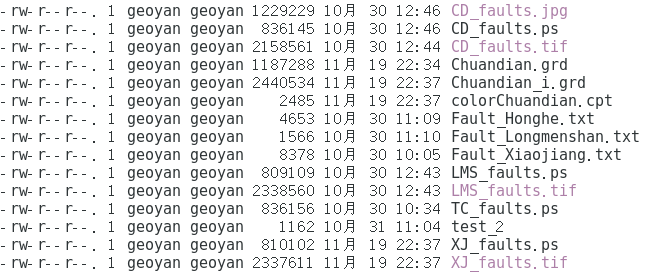 -rw-r--r--. 1 geoyan geoyan 1229229 10月 30 12:46 CD_faults.jpg
-rw-r--r--. 1 geoyan geoyan 836145 10月 30 12:46 CD_faults.ps
-rw-r--r--. 1 geoyan geoyan 2158561 10月 30 12:44 CD_faults.tif
-rw-r--r--. 1 geoyan geoyan 1187288 11月 19 22:34 Chuandian.grd
-rw-r--r--. 1 geoyan geoyan 2440534 11月 19 22:37 Chuandian_i.grd
-rw-r--r--. 1 geoyan geoyan 2485 11月 19 22:37 colorChuandian.cpt
-rw-r--r--. 1 geoyan geoyan 4653 10月 30 11:09 Fault_Honghe.txt
-rw-r--r--. 1 geoyan geoyan 1566 10月 30 11:10 Fault_Longmenshan.txt
-rw-r--r--. 1 geoyan geoyan 8378 10月 30 10:05 Fault_Xiaojiang.txt
-rw-r--r--. 1 geoyan geoyan 809109 10月 30 12:43 LMS_faults.ps
-rw-r--r--. 1 geoyan geoyan 2338560 10月 30 12:43 LMS_faults.tif
-rw-r--r--. 1 geoyan geoyan 836156 10月 30 10:34 TC_faults.ps
-rw-r--r--. 1 geoyan geoyan 1162 10月 31 11:04 test_2
-rw-r--r--. 1 geoyan geoyan 810102 11月 19 22:37 XJ_faults.ps
-rw-r--r--. 1 geoyan geoyan 2337611 11月 19 22:37 XJ_faults.tif